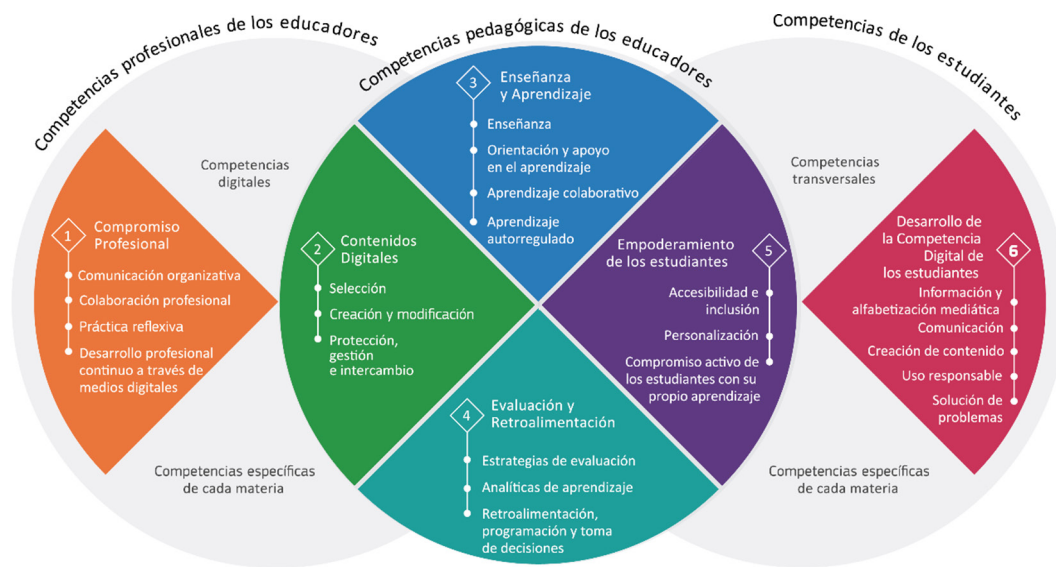 Competencias profesionales de los educadores
Competencias pedagógicas de los educadores
Competencias de los estudiantes
Competencias
digitales
Competencias
transversales
1
Compromiso
Profesional
Comunicación organizativa
Colaboración profesional
Práctica reflexiva
Desarrollo profesional
continuo a través de
medios digitales
2
Contenidos
Digitales
Selección
Creación y modificación
Protección,
gestión
e intercambio
3
Enseñanza
y Aprendizaje
Enseñanza
Orientación y apoyo
en el aprendizaje
Aprendizaje colaborativo
Aprendizaje
autorregulado
4
Evaluación y
Retroalimentación
Estrategias de evaluación
Analíticas de aprendizaje
Retroalimentación,
programación y toma
de decisiones
5
Empoderamiento
de los estudiantes
Accesibilidad e
inclusión
Personalización
Compromiso activo de
los estudiantes con su
propio aprendizaje
6
Desarrollo de
la Competencia
Digital de
los estudiantes
Información y
alfabetización mediática
Comunicación
Creación de contenido
Uso responsable
Solución de
problemas
Competencias específicas
de cada materia
Competencias específicas
de cada materia